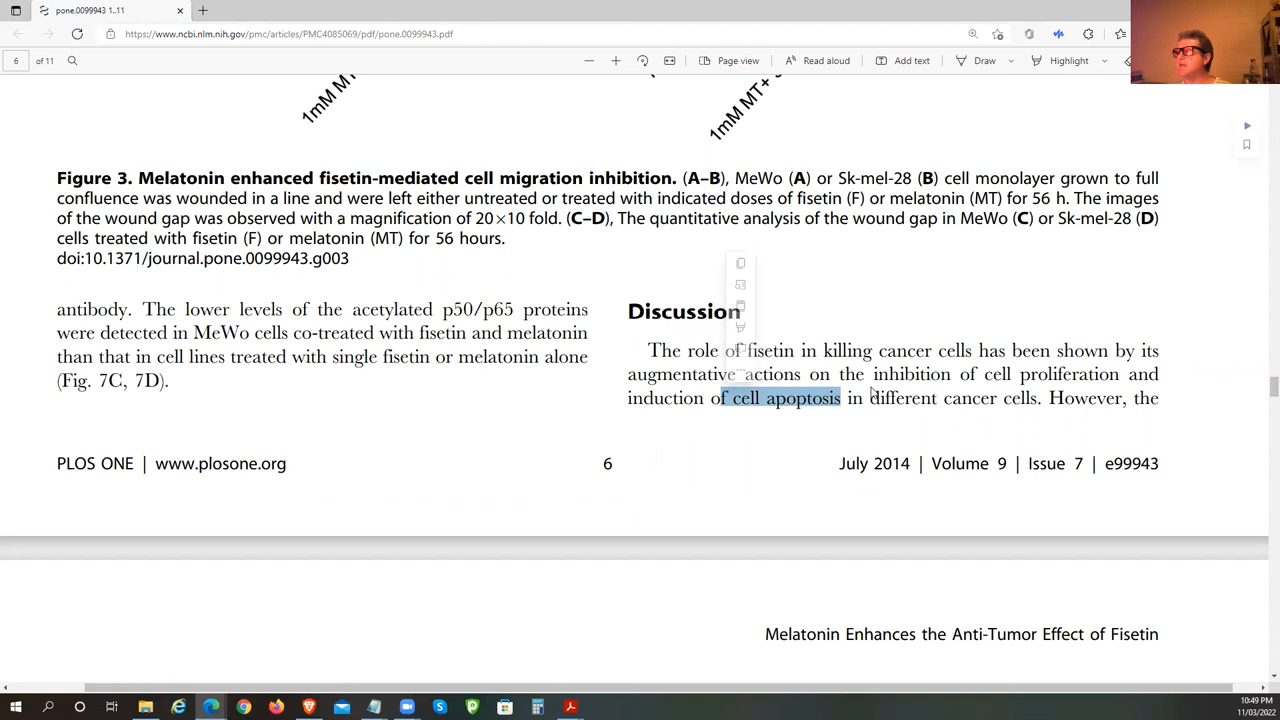 pone.0099943 1..11
https://www.ncbi.nlm.nih.gov/pmc/articles/PMC4085069/pdf/pone.0099943.pdf
6 of 11
Page view
Read aloud
Add text
Draw
Highlight
1mM MT
1mM MT+
Figure 3. Melatonin enhanced fisetin-mediated cell migration inhibition. (A–B), MeWo (A) or Sk-mel-28 (B) cell monolayer grown to full
confluence was wounded in a line and were left either untreated or treated with indicated doses of fisetin (F) or melatonin (MT) for 56 h. The images
of the wound gap was observed with a magnification of 20×10 fold. (C–D), The quantitative analysis of the wound gap in MeWo (C) or Sk-mel-28 (D)
cells treated with fisetin (F) or melatonin (MT) for 56 hours.
doi:10.1371/journal.pone.0099943.g003
antibody. The lower levels of the acetylated p50/p65 proteins
were detected in MeWo cells co-treated with fisetin and melatonin
than that in cell lines treated with single fisetin or melatonin alone
(Fig. 7C, 7D).
Discussion
The role of fisetin in killing cancer cells has been shown by its
augmentative actions on the inhibition of cell proliferation and
induction of cell apoptosis in different cancer cells. However, the
PLOS ONE | www.plosone.org
6
July 2014 | Volume 9 | Issue 7 | e99943
Melatonin Enhances the Anti-Tumor Effect of Fisetin
10:49 PM
11/03/2022